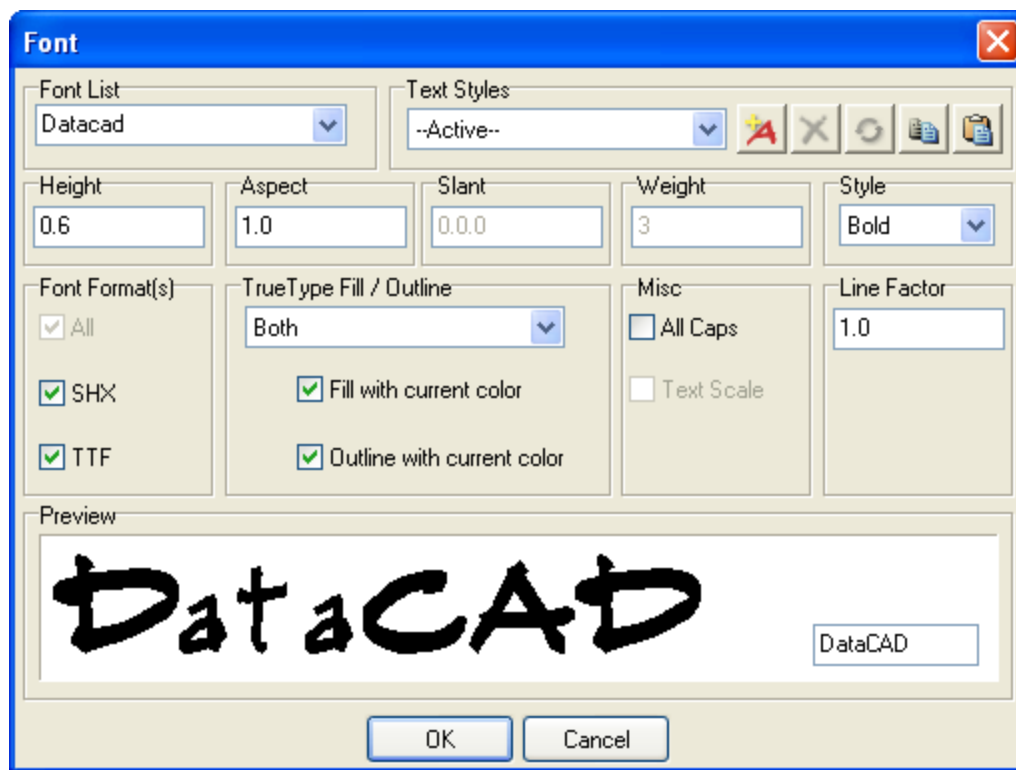 Font
Font List
Text Styles
Datacad
--Active--
Height
Aspect
Slant
Weight
Style
0.6
1.0
0.0.0
3
Bold
Font Format(s)
TrueType Fill / Outline
Misc
Line Factor
All
Both
All Caps
1.0
SHX
Fill with current color
Text Scale
TTF
Outline with current color
Preview
DataCAD
DataCAD
OK
Cancel